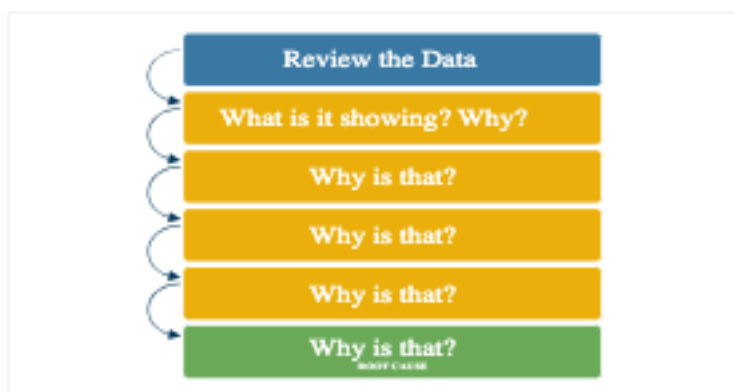 Review the Data
What is it showing? Why?
Why is that?
Why is that?
Why is that?
Why is that?
ROOT CAUSE